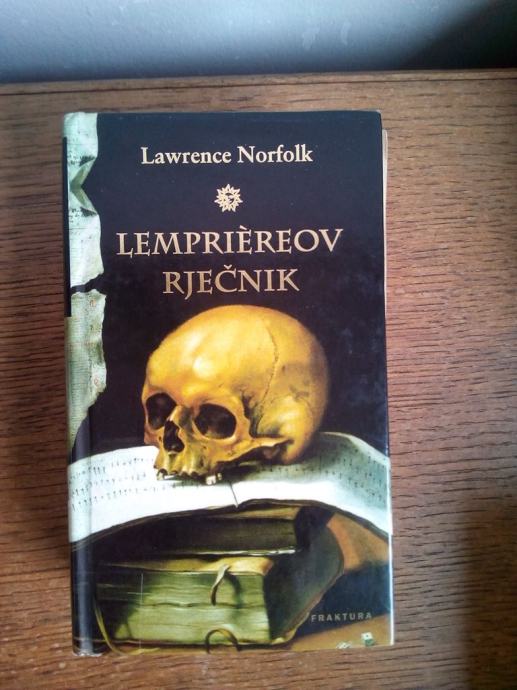 Lawrence Norfolk
LEMPRIÈREOV
RJEČNIK
FRAKTURA